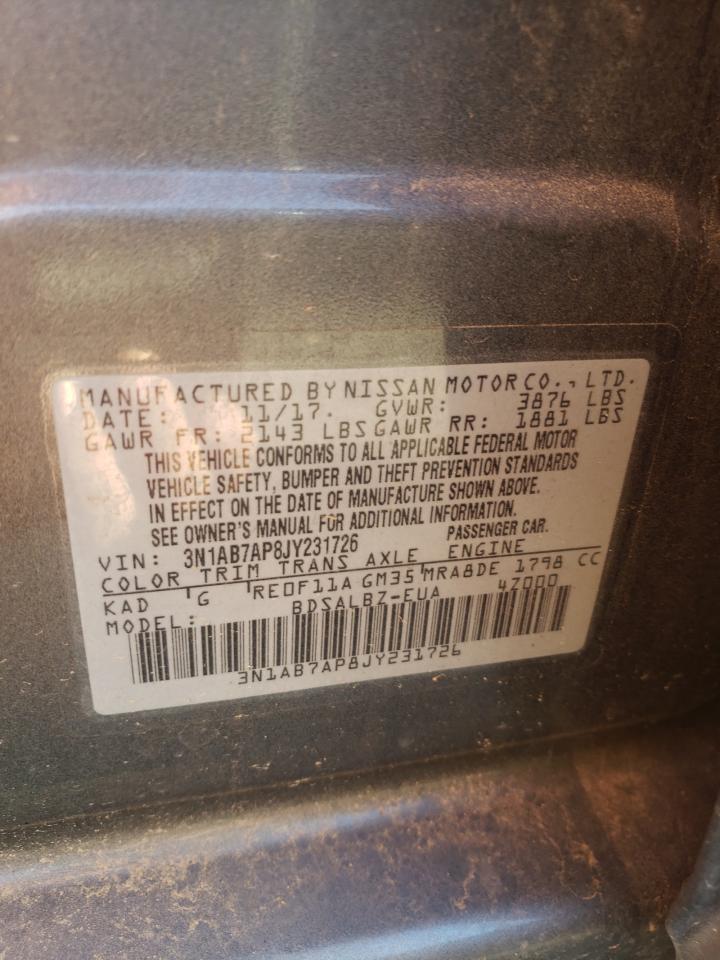 MANUFACTURED BY NISSAN MOTOR CO., LTD.
DATE: 11/17. GVWR: 3876 LBS
GAWR FR: 2143 LBS GAWR RR: 1881 LBS
THIS VEHICLE CONFORMS TO ALL APPLICABLE FEDERAL MOTOR
VEHICLE SAFETY, BUMPER AND THEFT PREVENTION STANDARDS
IN EFFECT ON THE DATE OF MANUFACTURE SHOWN ABOVE.
SEE OWNER'S MANUAL FOR ADDITIONAL INFORMATION.
VIN: 3N1AB7AP8JY231726 PASSENGER CAR.
COLOR TRIM TRANS AXLE ENGINE
KAD G RE0F11A GM35 MRA8DE 1798 CC
MODEL: BDSALBZ-EUA 4Z000
3N1AB7AP8JY231726